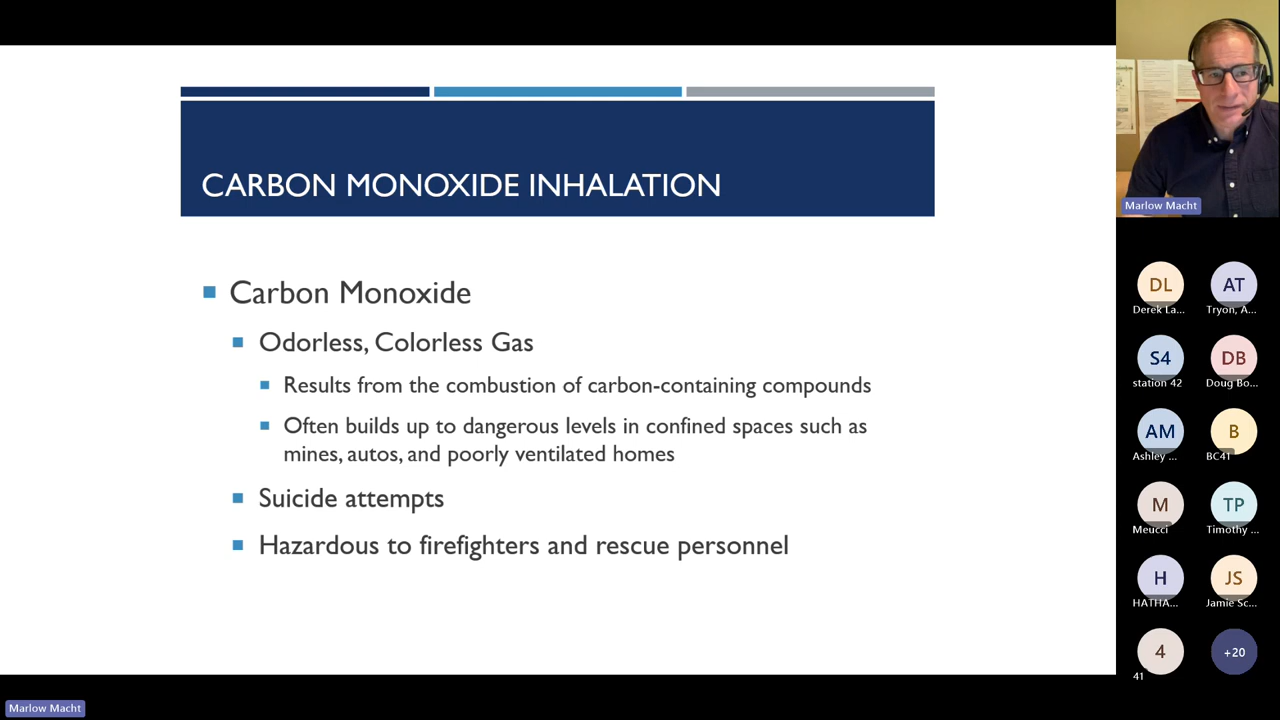 CARBON MONOXIDE INHALATION
Carbon Monoxide
Odorless, Colorless Gas
Results from the combustion of carbon-containing compounds
Often builds up to dangerous levels in confined spaces such as
mines, autos, and poorly ventilated homes
Suicide attempts
Hazardous to firefighters and rescue personnel
Marlow Macht
DL
Derek La...
AT
Tryon, A...
S4
station 42
DB
Doug Bo...
AM
Ashley ...
B
BC41
M
Meucci
TP
Timothy ...
H
HATHA...
JS
Jamie Sc...
4
41
+20
Marlow Macht